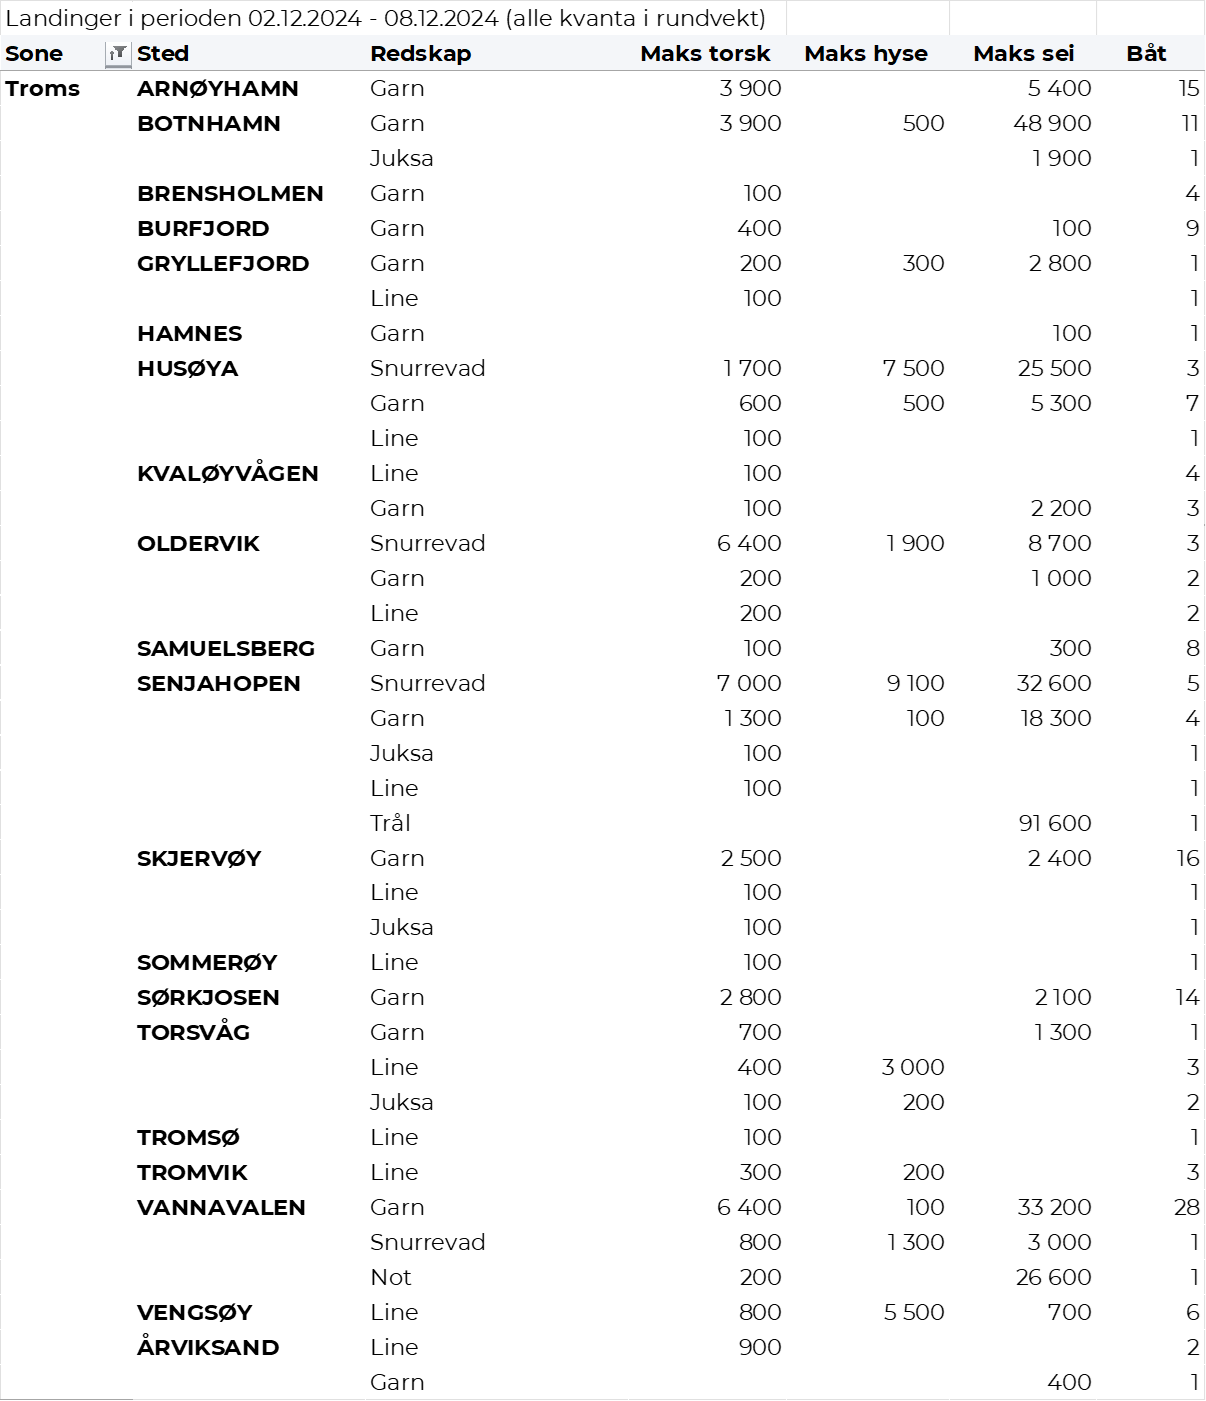 Landinger i perioden 02.12.2024 - 08.12.2024 (alle kvanta i rundvekt)
Sone Sted Redskap Maks torsk Maks hyse Maks sei Båt
Troms ARNØYHAMN Garn 3 900 5 400 15
BOTNHAMN Garn 3 900 500 48 900 11
Juksa 1 900 1
BRENSHOLMEN Garn 100 4
BURFJORD Garn 400 100 9
GRYLLEFJORD Garn 200 300 2 800 1
Line 100 1
HAMNES Garn 100 1
HUSØYA Snurrevad 1 700 7 500 25 500 3
Garn 600 500 5 300 7
Line 100 1
KVALØYVÅGEN Line 100 4
Garn 100 2 200 3
OLDERVIK Snurrevad 6 400 1 900 8 700 3
Garn 200 1 000 2
Line 200 2
SAMUELSBERG Garn 100 300 8
SENJAHOPEN Snurrevad 7 000 9 100 32 600 5
Garn 1 300 100 18 300 4
Juksa 100 1
Line 100 1
Trål 91 600 1
SKJERVØY Garn 2 500 2 400 16
Line 100 1
Juksa 100 1
SOMMERØY Line 100 1
SØRKJOSEN Garn 2 800 2 100 14
TORSVÅG Garn 700 1 300 1
Line 400 3 000 3
Juksa 100 200 2
TROMSØ Line 100 1
TROMVIK Line 300 200 3
VANNAVALEN Garn 6 400 100 33 200 28
Snurrevad 800 1 300 3 000 1
Not 200 26 600 1
VENGSØY Line 800 5 500 700 6
ÅRVIKSAND Line 900 2
Garn 400 1